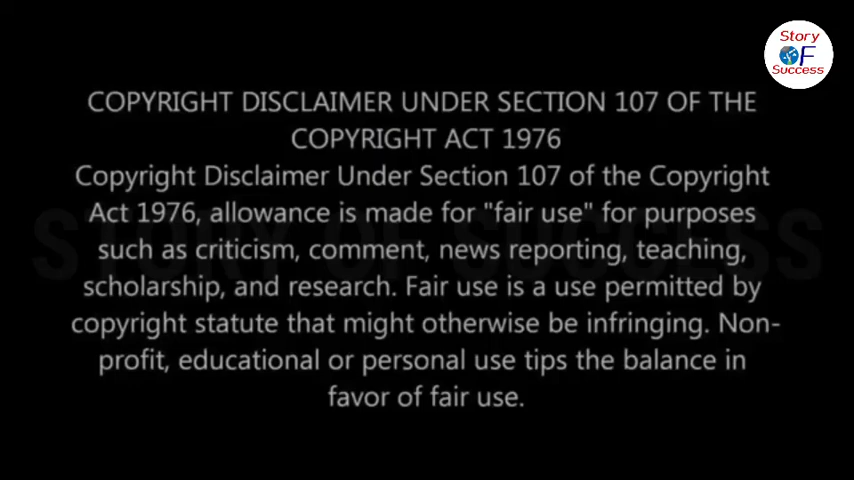 Story
OF
Success
COPYRIGHT DISCLAIMER UNDER SECTION 107 OF THE
COPYRIGHT ACT 1976
Copyright Disclaimer Under Section 107 of the Copyright
Act 1976, allowance is made for "fair use" for purposes
such as criticism, comment, news reporting, teaching,
scholarship, and research. Fair use is a use permitted by
copyright statute that might otherwise be infringing. Non-
profit, educational or personal use tips the balance in
favor of fair use.
STORY OF SUCCESS